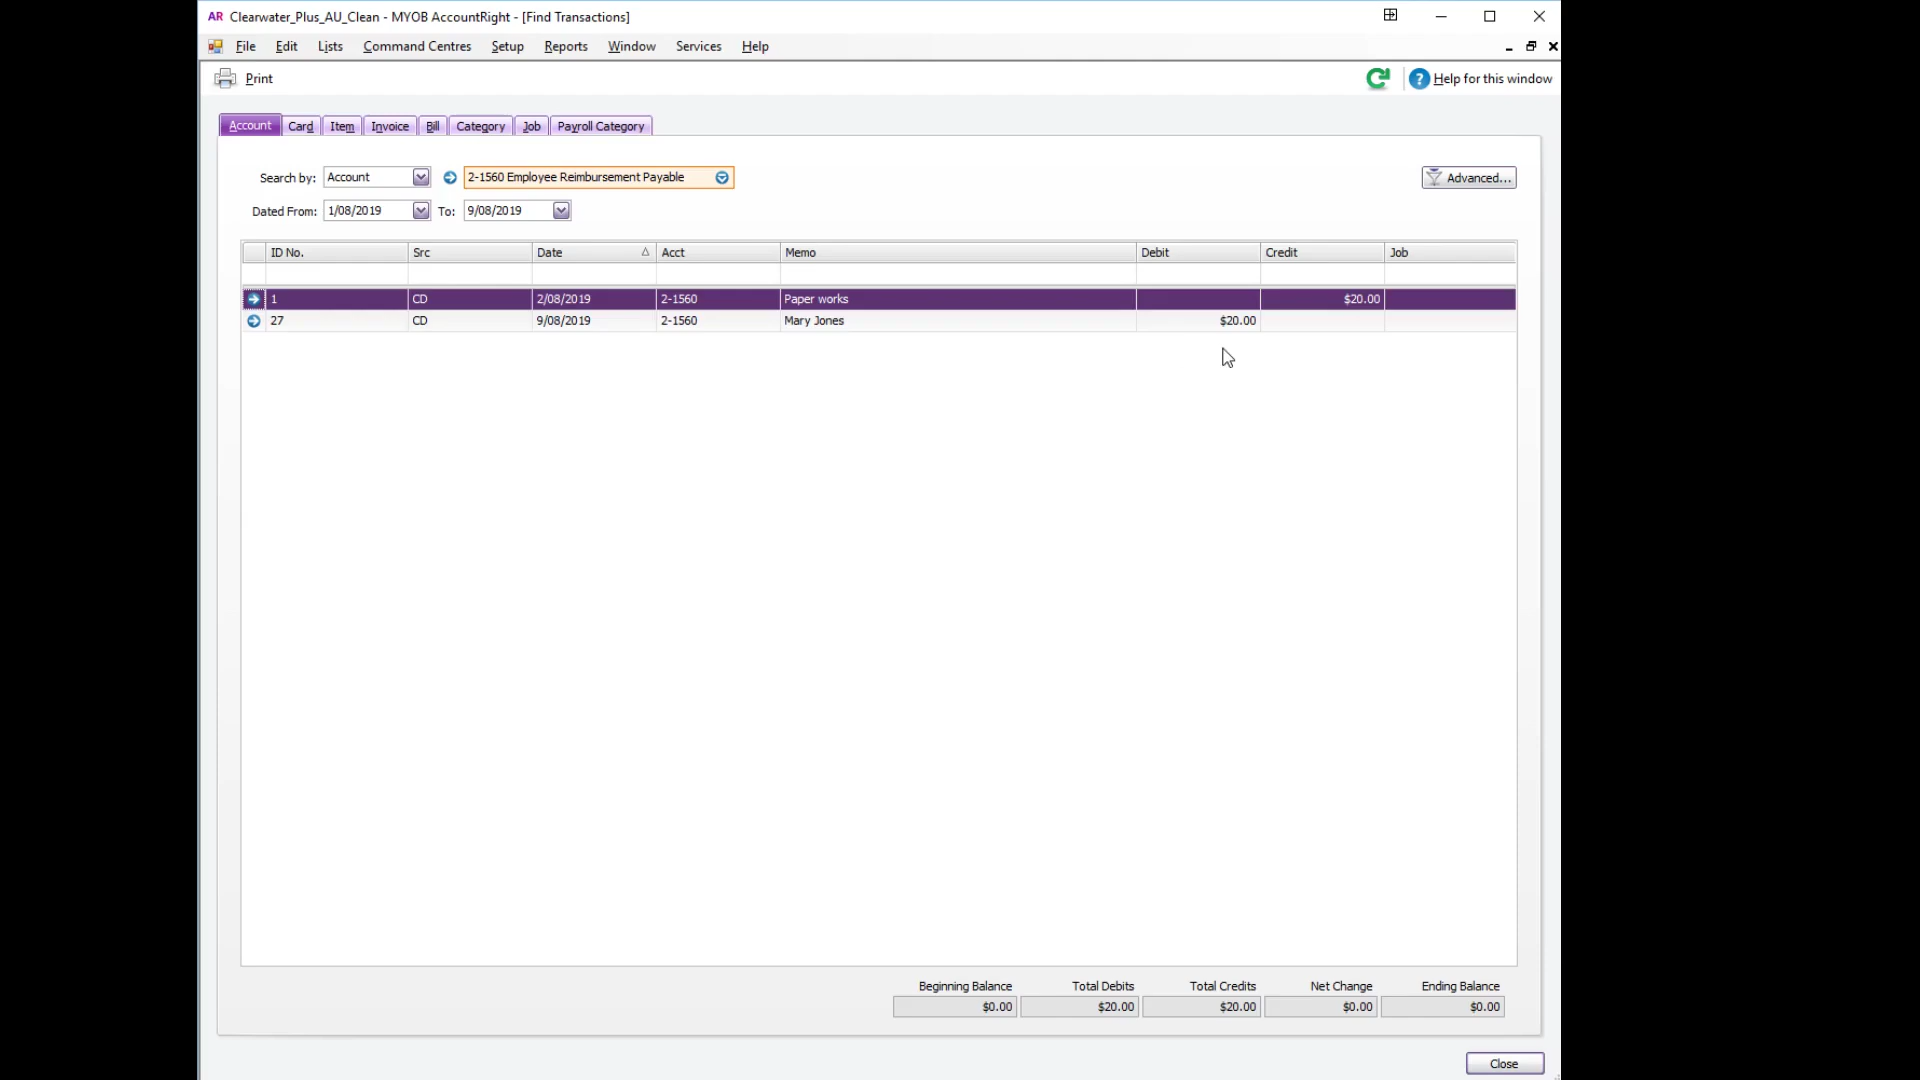 AR Clearwater_Plus_AU_Clean - MYOB AccountRight - [Find Transactions]
File Edit Lists Command Centres Setup Reports Window Services Help
Print ? Help for this window
Account Card Item Invoice Bill Category Job Payroll Category
Search by: Account 2-1560 Employee Reimbursement Payable Advanced...
Dated From: 1/08/2019 To: 9/08/2019
ID No. Src Date Acct Memo Debit Credit Job
1 CD 2/08/2019 2-1560 Paper works $20.00
27 CD 9/08/2019 2-1560 Mary Jones $20.00
Beginning Balance Total Debits Total Credits Net Change Ending Balance
$0.00 $20.00 $20.00 $0.00 $0.00
Close